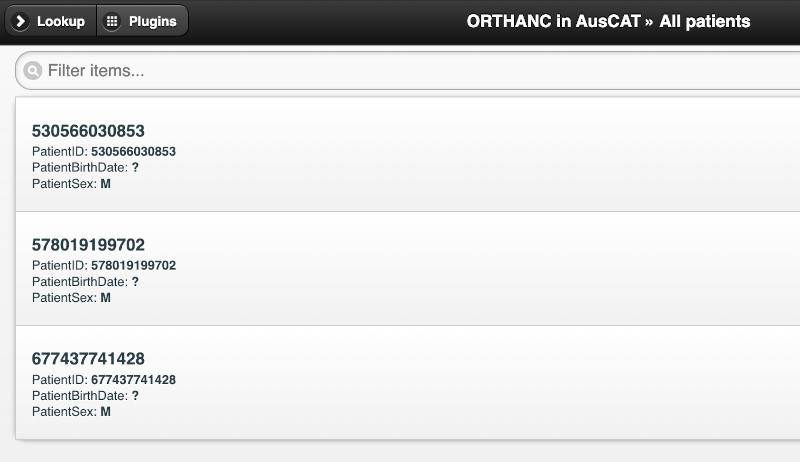 Lookup Plugins ORTHANC in AusCAT » All patients
Filter items...
530566030853
PatientID: 530566030853
PatientBirthDate: ?
PatientSex: M
578019199702
PatientID: 578019199702
PatientBirthDate: ?
PatientSex: M
677437741428
PatientID: 677437741428
PatientBirthDate: ?
PatientSex: M